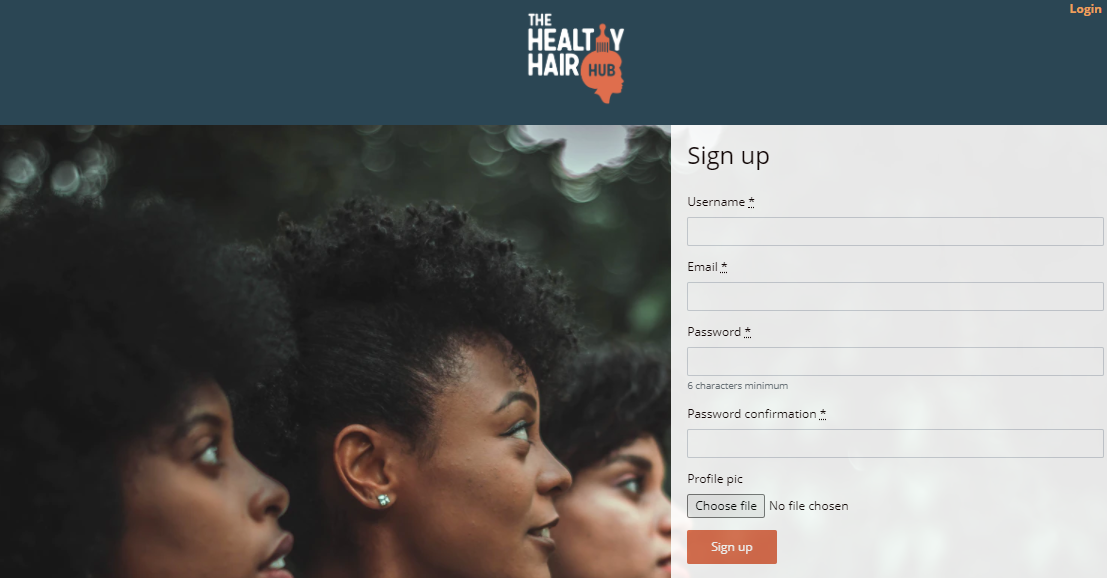 Login
THE
HEALTHY
HAIR HUB
Sign up
Username *
Email *
Password *
6 characters minimum
Password confirmation *
Profile pic
Choose file No file chosen
Sign up